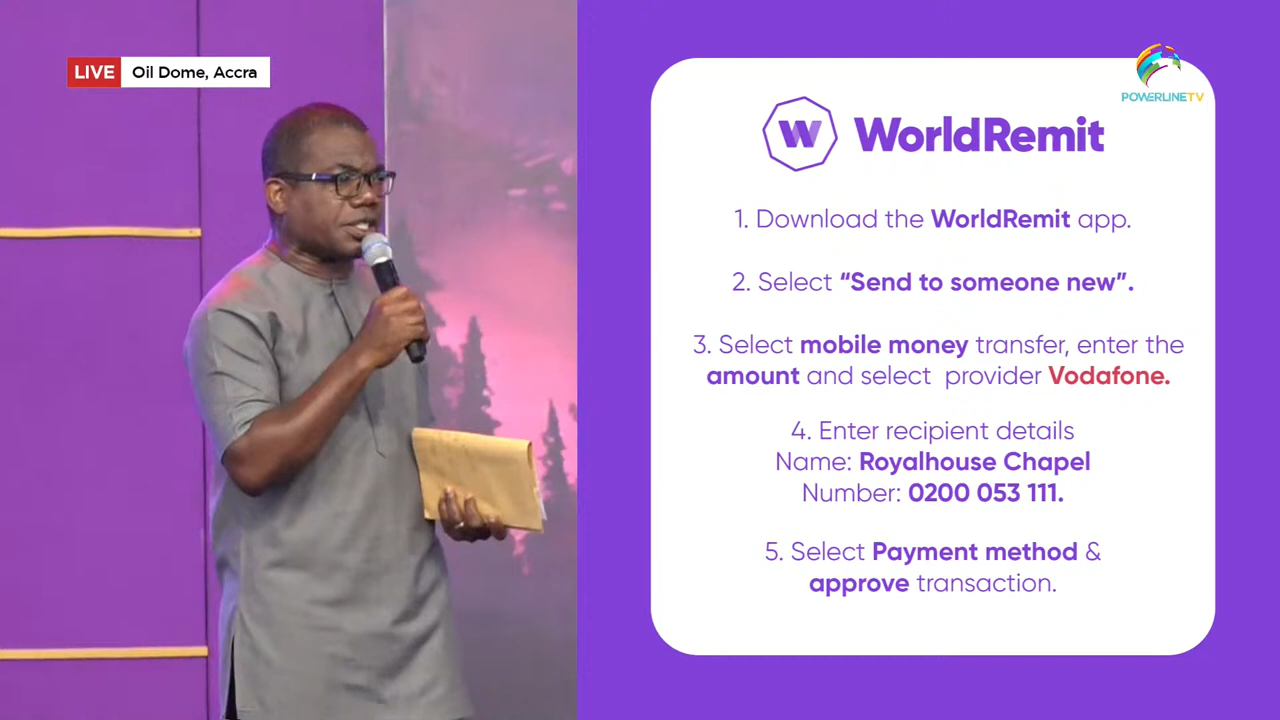 LIVE Oil Dome, Accra
POWERLINETV
W WorldRemit
1. Download the WorldRemit app.
2. Select “Send to someone new”.
3. Select mobile money transfer, enter the
amount and select provider Vodafone.
4. Enter recipient details
Name: Royalhouse Chapel
Number: 0200 053 111.
5. Select Payment method &
approve transaction.